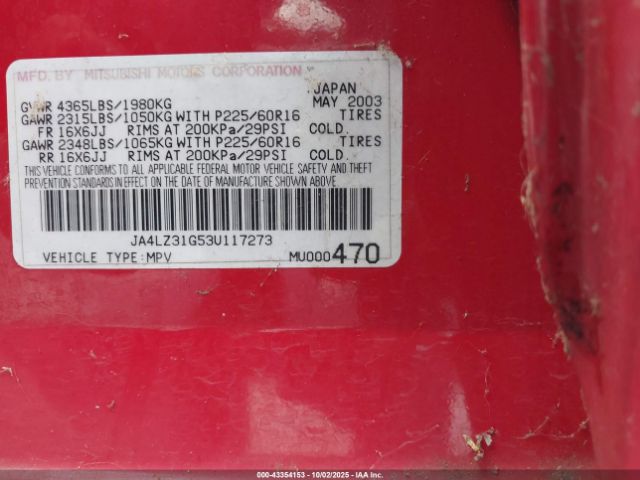 MFD. BY MITSUBISHI MOTORS CORPORATION
JAPAN
GVWR 4365LBS/1980KG MAY 2003
GAWR 2315LBS/1050KG WITH P225/60R16 TIRES
FR 16X6JJ RIMS AT 200KPa/29PSI COLD.
GAWR 2348LBS/1065KG WITH P225/60R16 TIRES
RR 16X6JJ RIMS AT 200KPa/29PSI COLD.
THIS VEHICLE CONFORMS TO ALL APPLICABLE FEDERAL MOTOR VEHICLE SAFETY AND THEFT
PREVENTION STANDARDS IN EFFECT ON THE DATE OF MANUFACTURE SHOWN ABOVE.
JA4LZ31G53U117273
VEHICLE TYPE:MPV MU000470
000-43354153 - 10/02/2025 - IAAI.COM